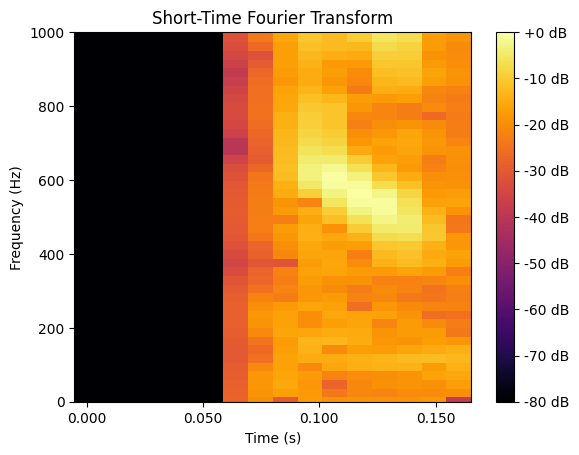 Short-Time Fourier Transform
1000
800
600
400
200
0
Frequency (Hz)
0.000
0.050
0.100
0.150
Time (s)
+0 dB
-10 dB
-20 dB
-30 dB
-40 dB
-50 dB
-60 dB
-70 dB
-80 dB